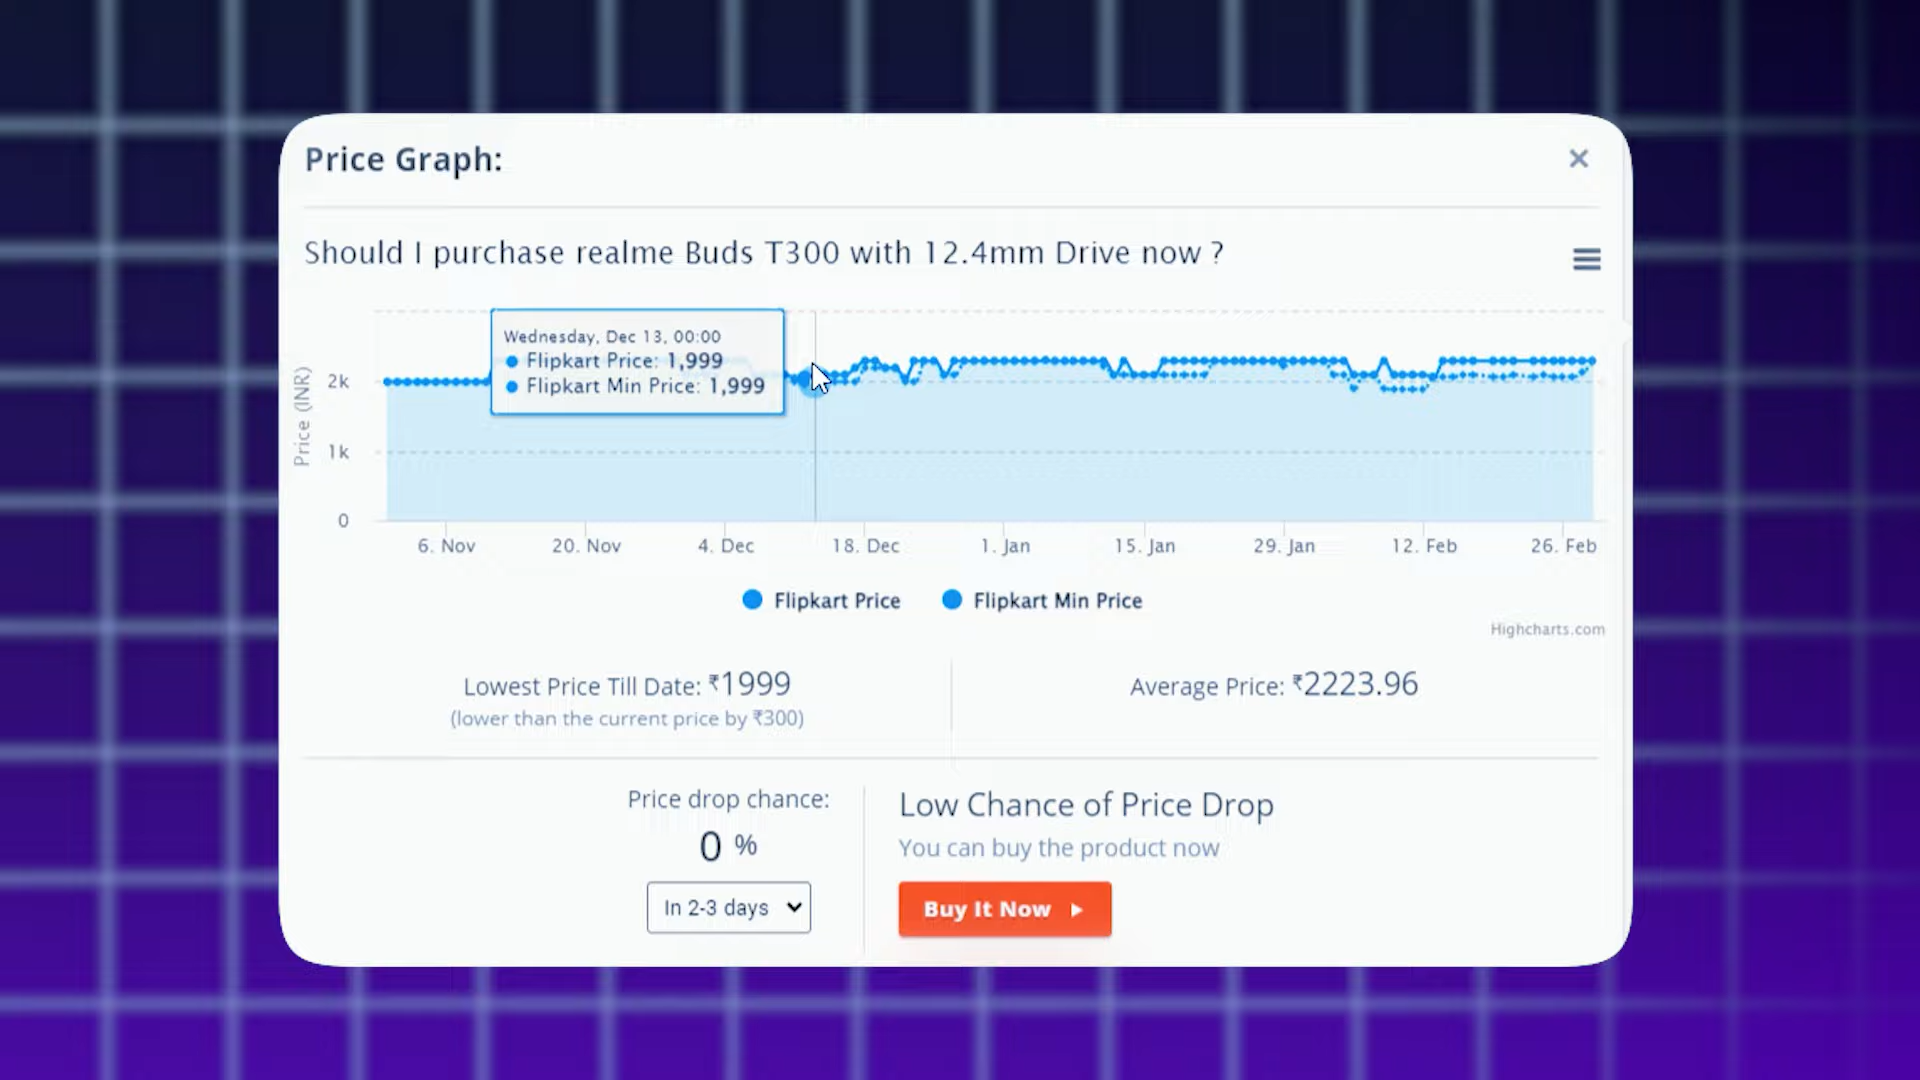 Price Graph:
Should I purchase realme Buds T300 with 12.4mm Drive now ?
Wednesday, Dec 13, 00:00
Flipkart Price: 1,999
Flipkart Min Price: 1,999
Price (INR)
2k
1k
0
6. Nov 20. Nov 4. Dec 18. Dec 1. Jan 15. Jan 29. Jan 12. Feb 26. Feb
Flipkart Price Flipkart Min Price
Highcharts.com
Lowest Price Till Date: ₹1999
(lower than the current price by ₹300)
Average Price: ₹2223.96
Price drop chance:
0 %
In 2-3 days
Low Chance of Price Drop
You can buy the product now
Buy It Now